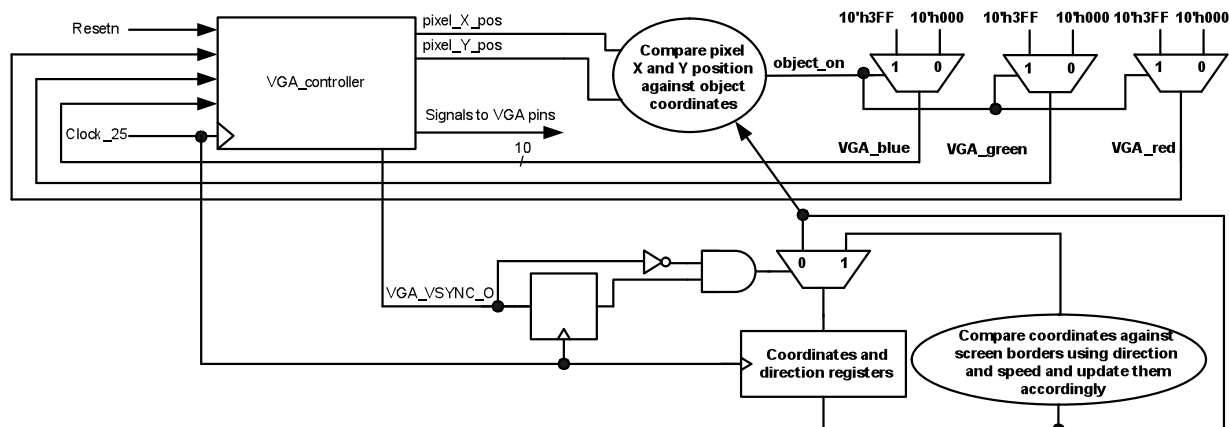 pixel_X_pos
10'h3FF 10'h000 10'h3FF 10'h000 10'h3FF 10'h000
Resetn
pixel_Y_pos
Compare pixel
X and Y position
against object
coordinates
object_on
1 0 1 0 1 0
VGA_controller
Signals to VGA pins
Clock_25
10
VGA_blue VGA_green VGA_red
0 1
VGA_VSYNC_O
Coordinates and
direction registers
Compare coordinates against
screen borders using direction
and speed and update them
accordingly